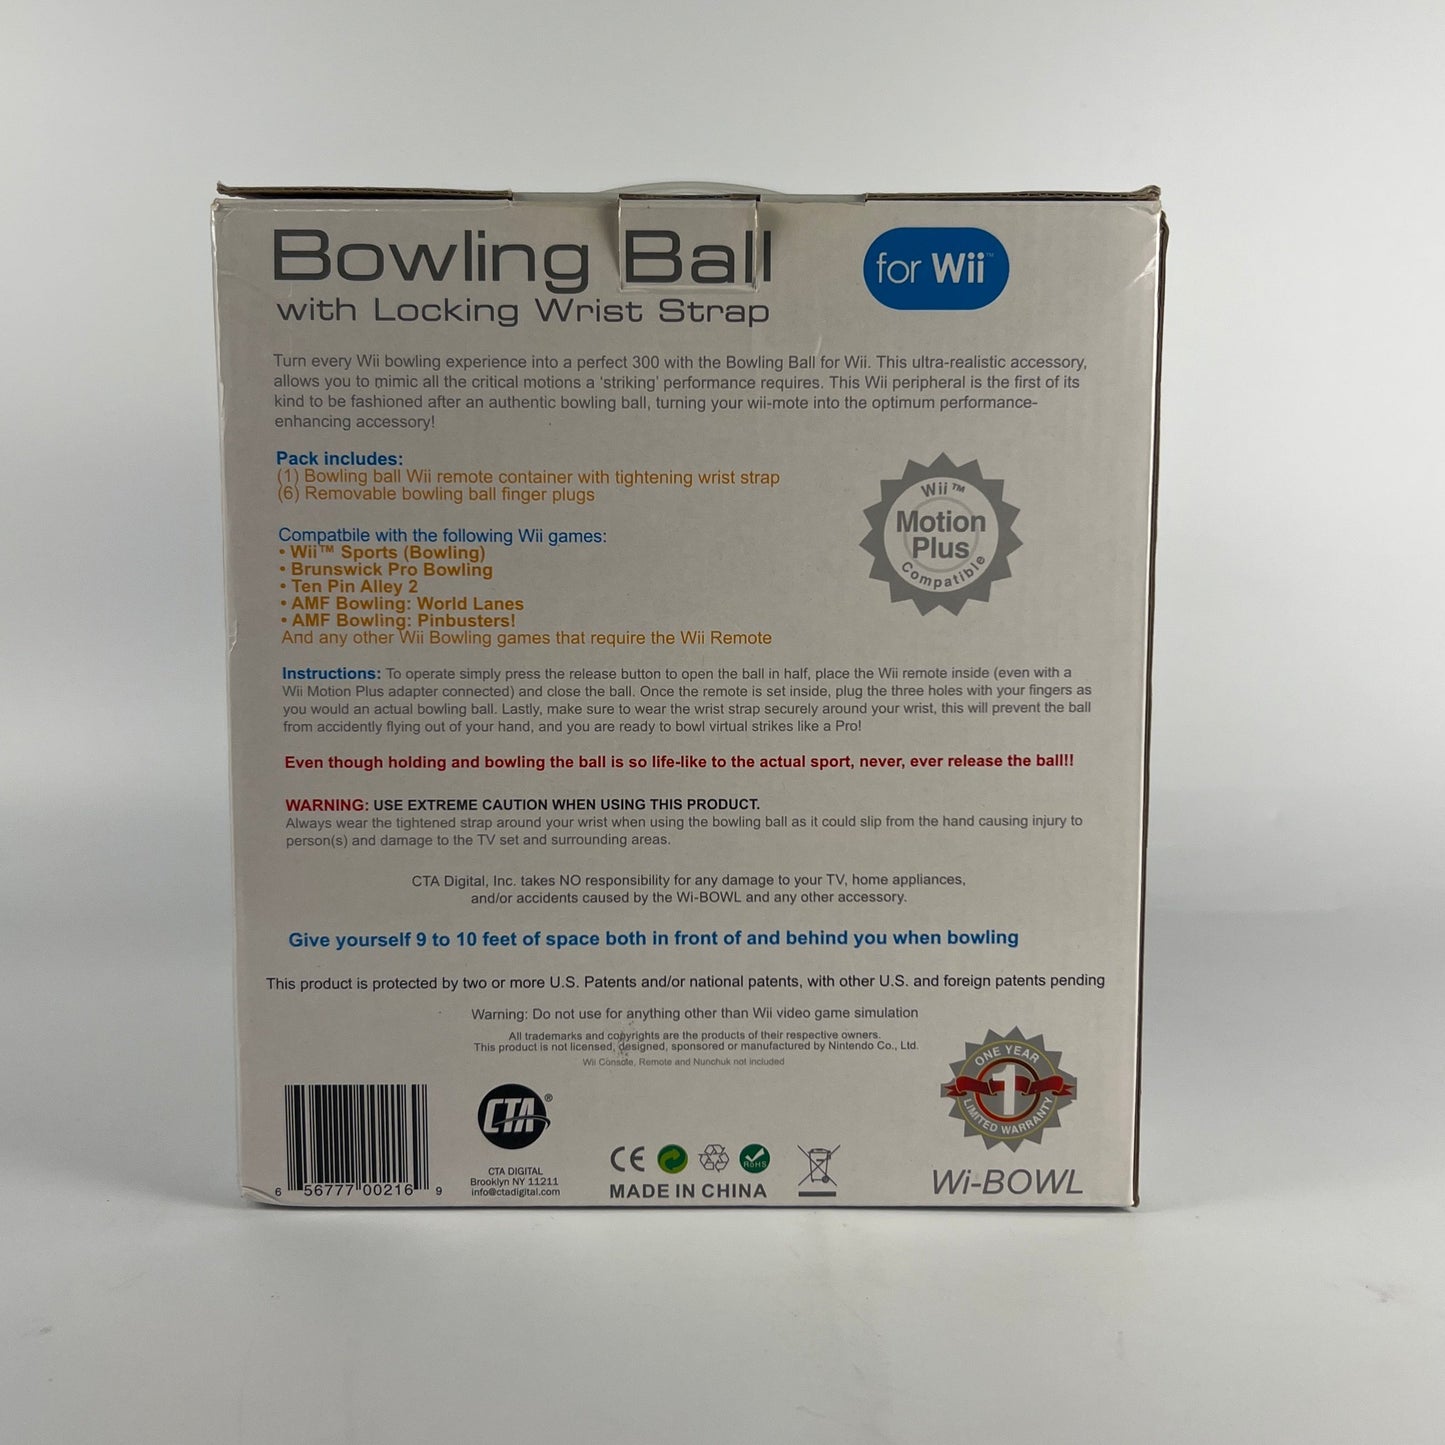 Bowling Ball
with Locking Wrist Strap
for Wii™
Turn every Wii bowling experience into a perfect 300 with the Bowling Ball for Wii. This ultra-realistic accessory,
allows you to mimic all the critical motions a 'striking' performance requires. This Wii peripheral is the first of its
kind to be fashioned after an authentic bowling ball, turning your wii-mote into the optimum performance-
enhancing accessory!
Pack includes:
(1) Bowling ball Wii remote container with tightening wrist strap
(6) Removable bowling ball finger plugs
Wii™
Motion
Plus
Compatible
Compatbile with the following Wii games:
• Wii™ Sports (Bowling)
• Brunswick Pro Bowling
• Ten Pin Alley 2
• AMF Bowling: World Lanes
• AMF Bowling: Pinbusters!
And any other Wii Bowling games that require the Wii Remote
Instructions: To operate simply press the release button to open the ball in half, place the Wii remote inside (even with a
Wii Motion Plus adapter connected) and close the ball. Once the remote is set inside, plug the three holes with your fingers as
you would an actual bowling ball. Lastly, make sure to wear the wrist strap securely around your wrist, this will prevent the ball
from accidently flying out of your hand, and you are ready to bowl virtual strikes like a Pro!
Even though holding and bowling the ball is so life-like to the actual sport, never, ever release the ball!!
WARNING: USE EXTREME CAUTION WHEN USING THIS PRODUCT.
Always wear the tightened strap around your wrist when using the bowling ball as it could slip from the hand causing injury to
person(s) and damage to the TV set and surrounding areas.
CTA Digital, Inc. takes NO responsibility for any damage to your TV, home appliances,
and/or accidents caused by the Wi-BOWL and any other accessory.
Give yourself 9 to 10 feet of space both in front of and behind you when bowling
This product is protected by two or more U.S. Patents and/or national patents, with other U.S. and foreign patents pending
Warning: Do not use for anything other than Wii video game simulation
All trademarks and copyrights are the products of their respective owners.
This product is not licensed, designed, sponsored or manufactured by Nintendo Co., Ltd.
Wii Console, Remote and Nunchuk not included
ONE YEAR
1
LIMITED WARRANTY
6 56777 00216 9
CTA®
CTA DIGITAL
Brooklyn NY 11211
info@ctadigital.com
CE
RoHS
MADE IN CHINA
Wi-BOWL